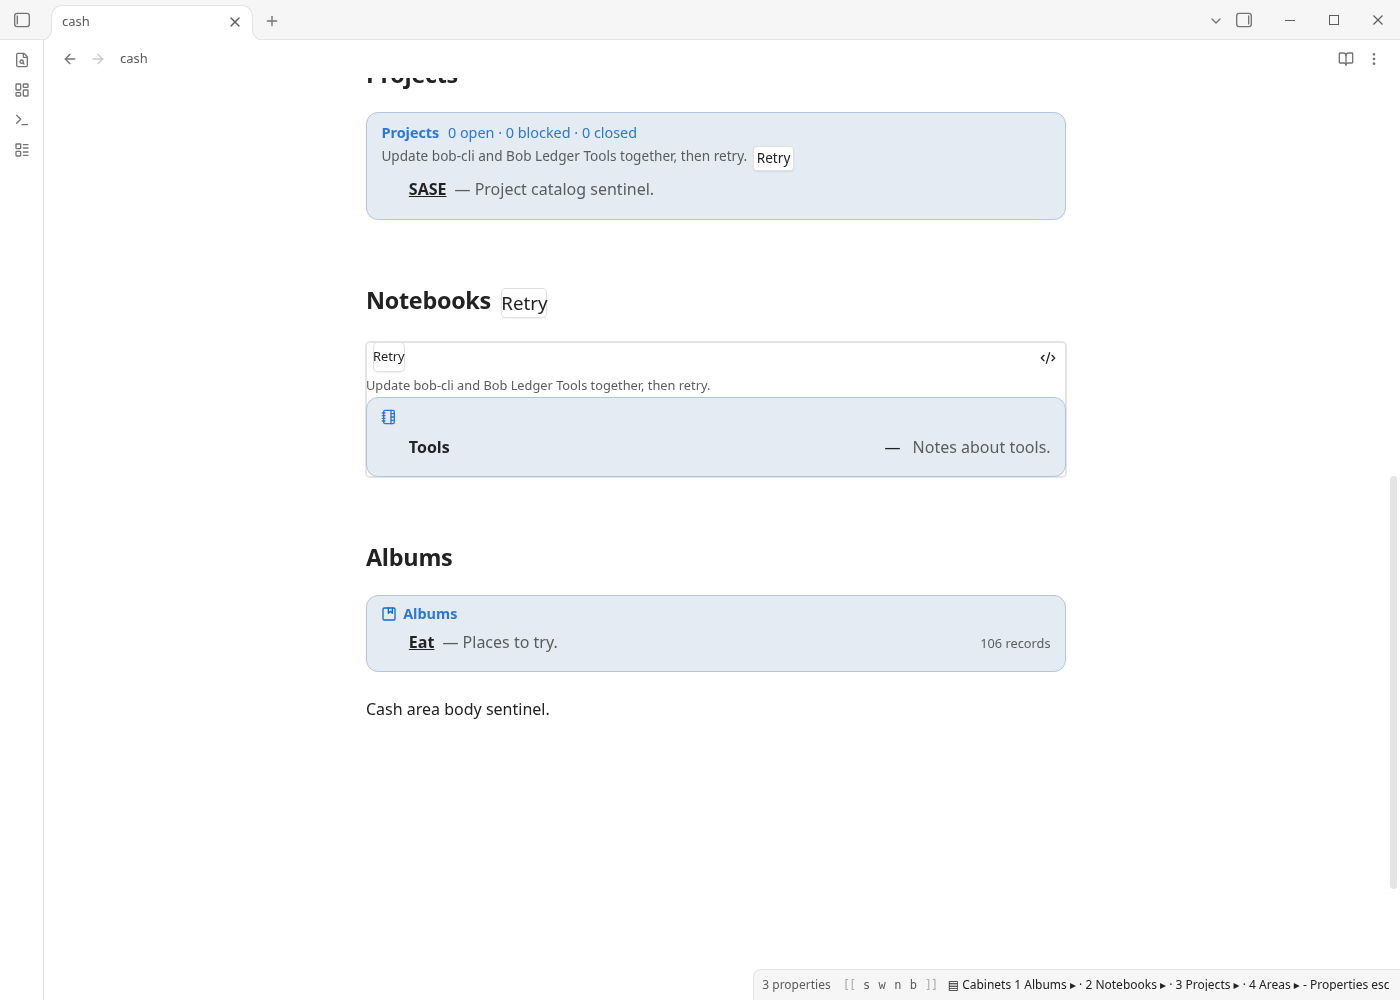 cash
cash
Projects
Projects 0 open · 0 blocked · 0 closed
Update bob-cli and Bob Ledger Tools together, then retry. Retry
SASE — Project catalog sentinel.
Notebooks Retry
Retry
Update bob-cli and Bob Ledger Tools together, then retry.
Tools — Notes about tools.
Albums
Albums
Eat — Places to try. 106 records
Cash area body sentinel.
3 properties [[ s w n b ]] ▤ Cabinets 1 Albums ▸ · 2 Notebooks ▸ · 3 Projects ▸ · 4 Areas ▸ - Properties esc